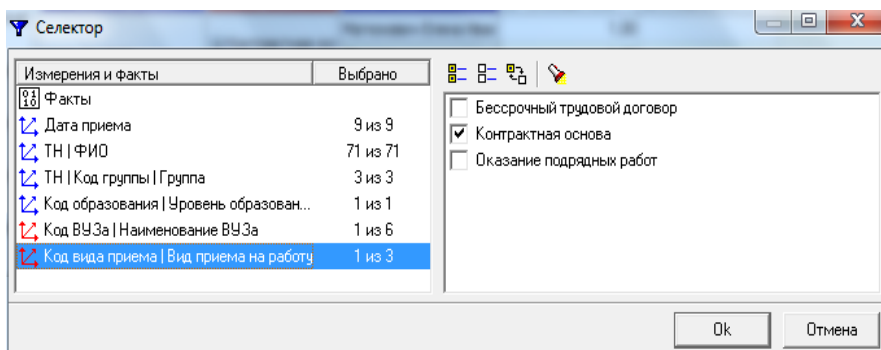 Селектор
Измерения и факты Выбрано
Факты
Дата приема 9 из 9
ТН | ФИО 71 из 71
ТН | Код группы | Группа 3 из 3
Код образования | Уровень образован... 1 из 1
Код ВУЗа | Наименование ВУЗа 1 из 6
Код вида приема | Вид приема на работу 1 из 3
Бессрочный трудовой договор
Контрактная основа
Оказание подрядных работ
Ok Отмена